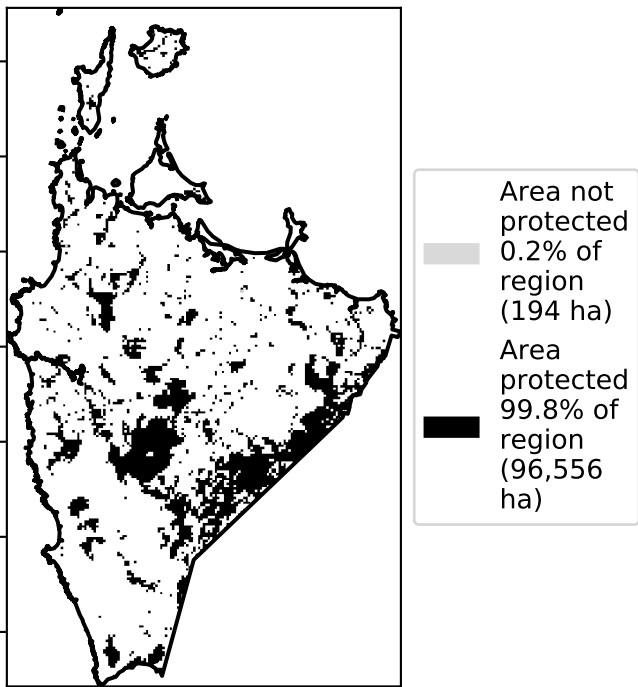 Area not
protected
0.2% of
region
(194 ha)
Area
protected
99.8% of
region
(96,556
ha)